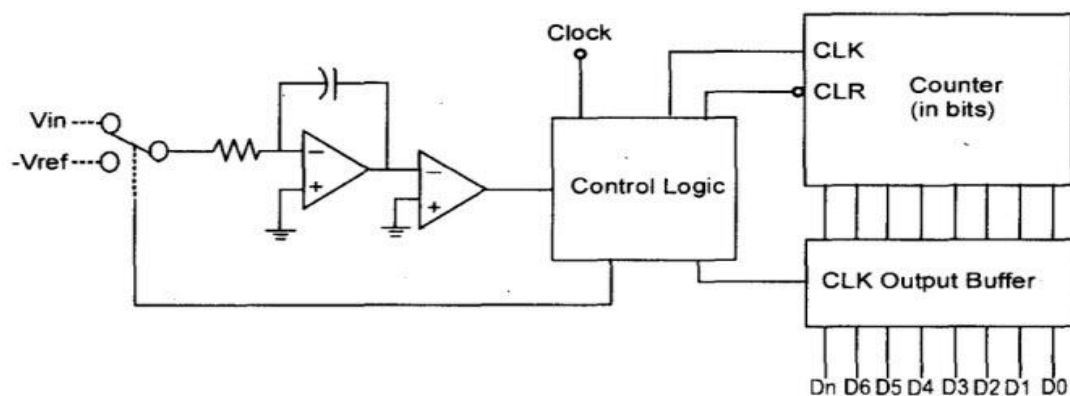 Clock
CLK
CLR
Counter
(in bits)
Vin
-Vref
-
+
-
+
Control Logic
CLK Output Buffer
Dn D6 D5 D4 D3 D2 D1 D0